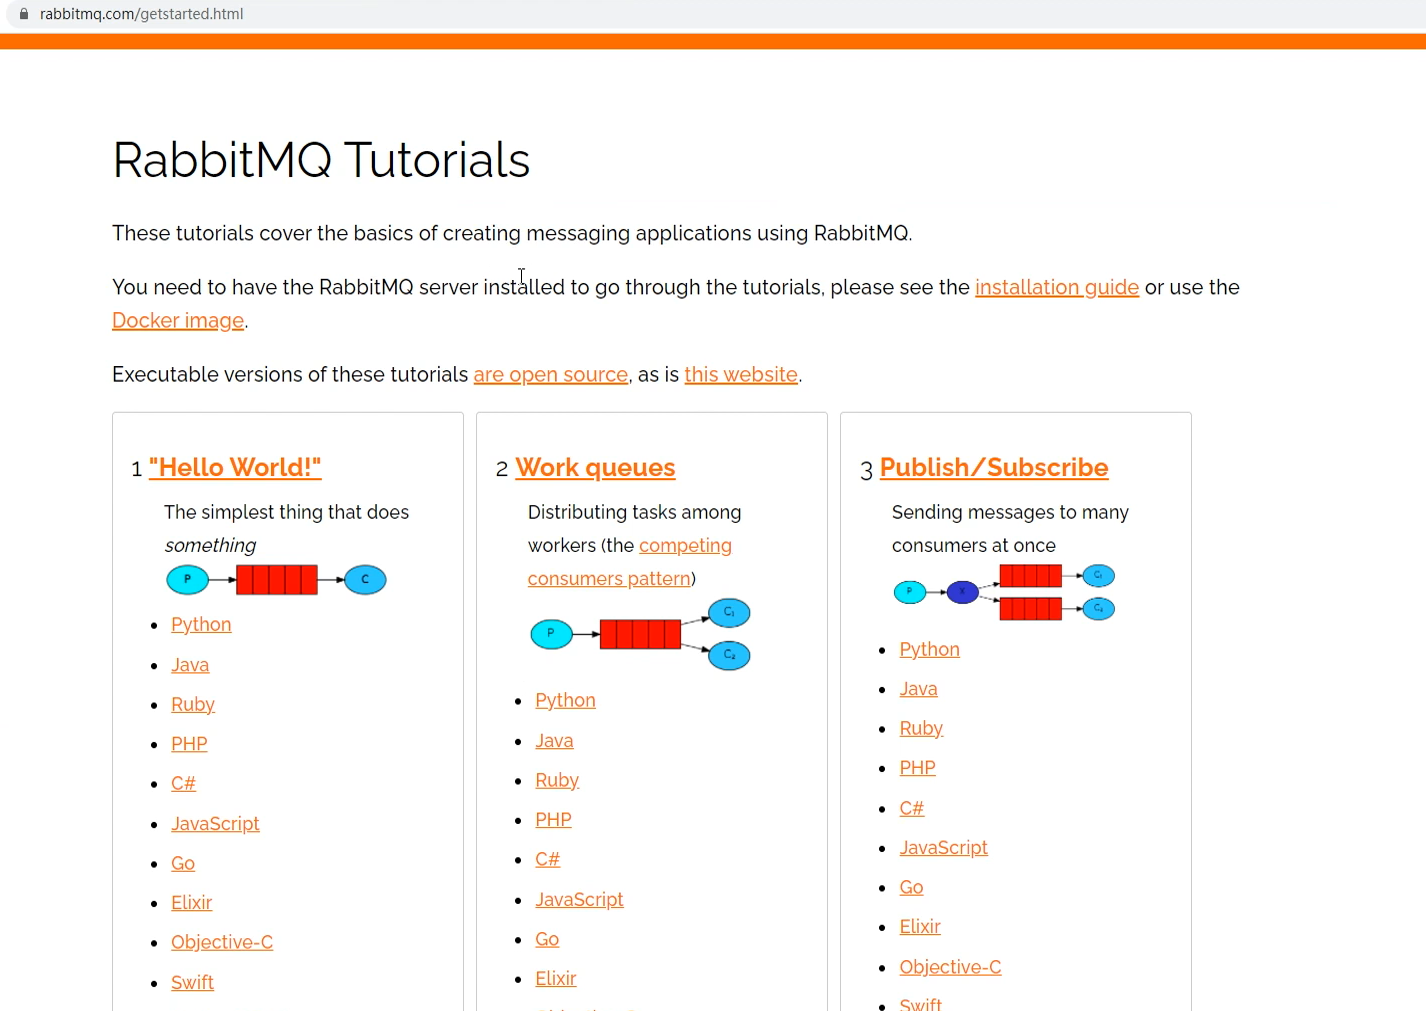 rabbitmq.com/getstarted.html
RabbitMQ Tutorials
These tutorials cover the basics of creating messaging applications using RabbitMQ.
You need to have the RabbitMQ server installed to go through the tutorials, please see the installation guide or use the
Docker image.
Executable versions of these tutorials are open source, as is this website.
1 "Hello World!"
The simplest thing that does
something
P C
Python
Java
Ruby
PHP
C#
JavaScript
Go
Elixir
Objective-C
Swift
2 Work queues
Distributing tasks among
workers (the competing
consumers pattern)
C₁
P
C₂
Python
Java
Ruby
PHP
C#
JavaScript
Go
Elixir
3 Publish/Subscribe
Sending messages to many
consumers at once
C₁
P X
C₂
Python
Java
Ruby
PHP
C#
JavaScript
Go
Elixir
Objective-C
Swift